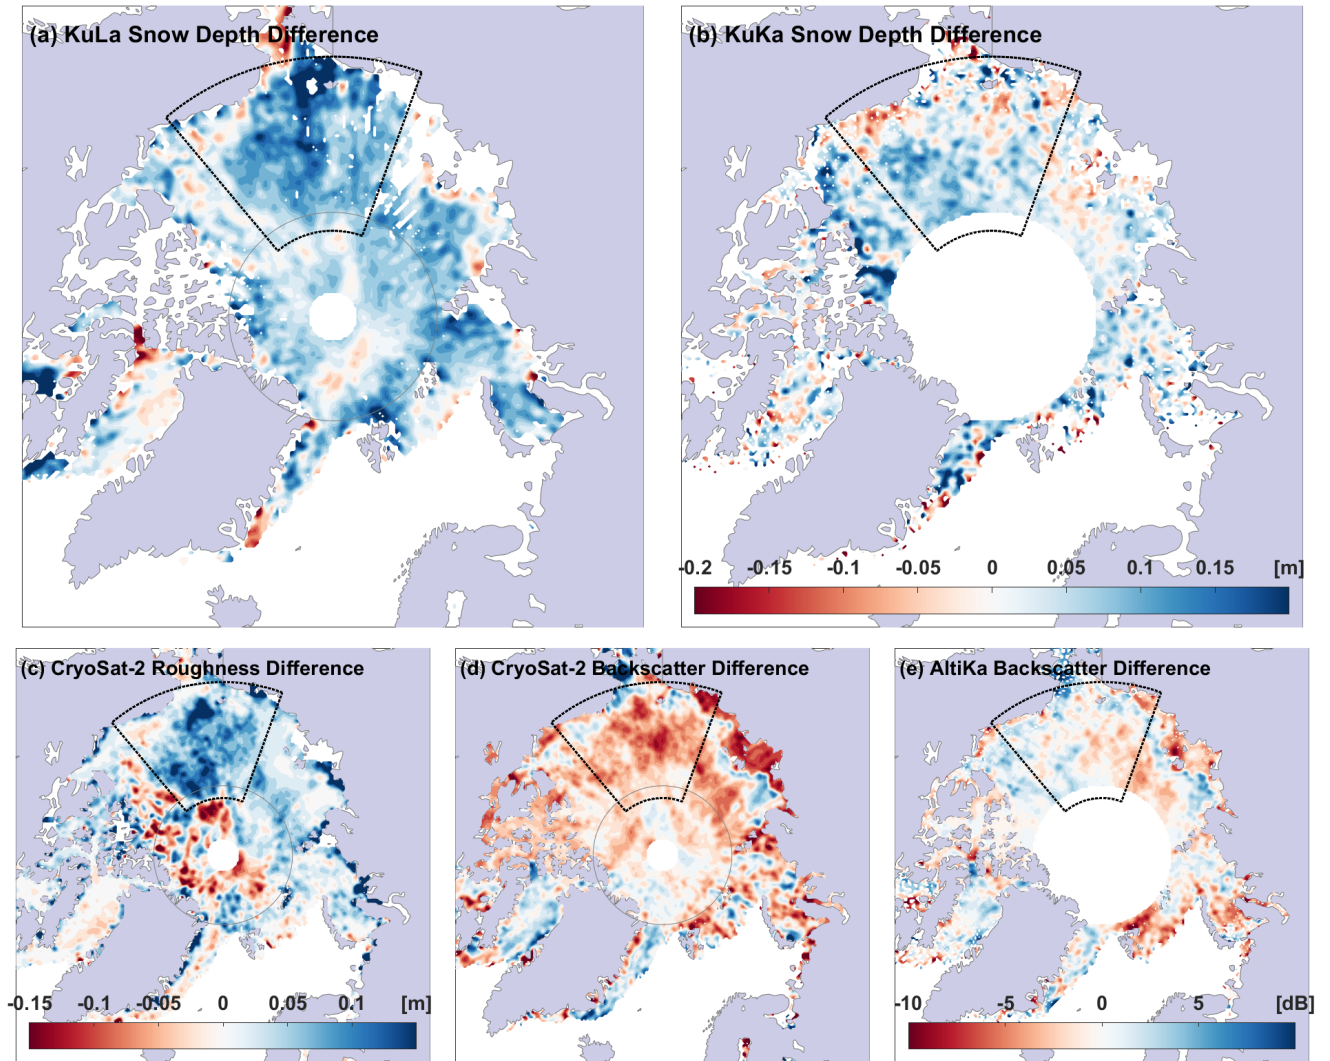 (a) KuLa Snow Depth Difference
(b) KuKa Snow Depth Difference
-0.2 -0.15 -0.1 -0.05 0 0.05 0.1 0.15 [m]
(c) CryoSat-2 Roughness Difference
(d) CryoSat-2 Backscatter Difference
(e) AltiKa Backscatter Difference
-0.15 -0.1 -0.05 0 0.05 0.1 [m]
-10 -5 0 5 [dB]